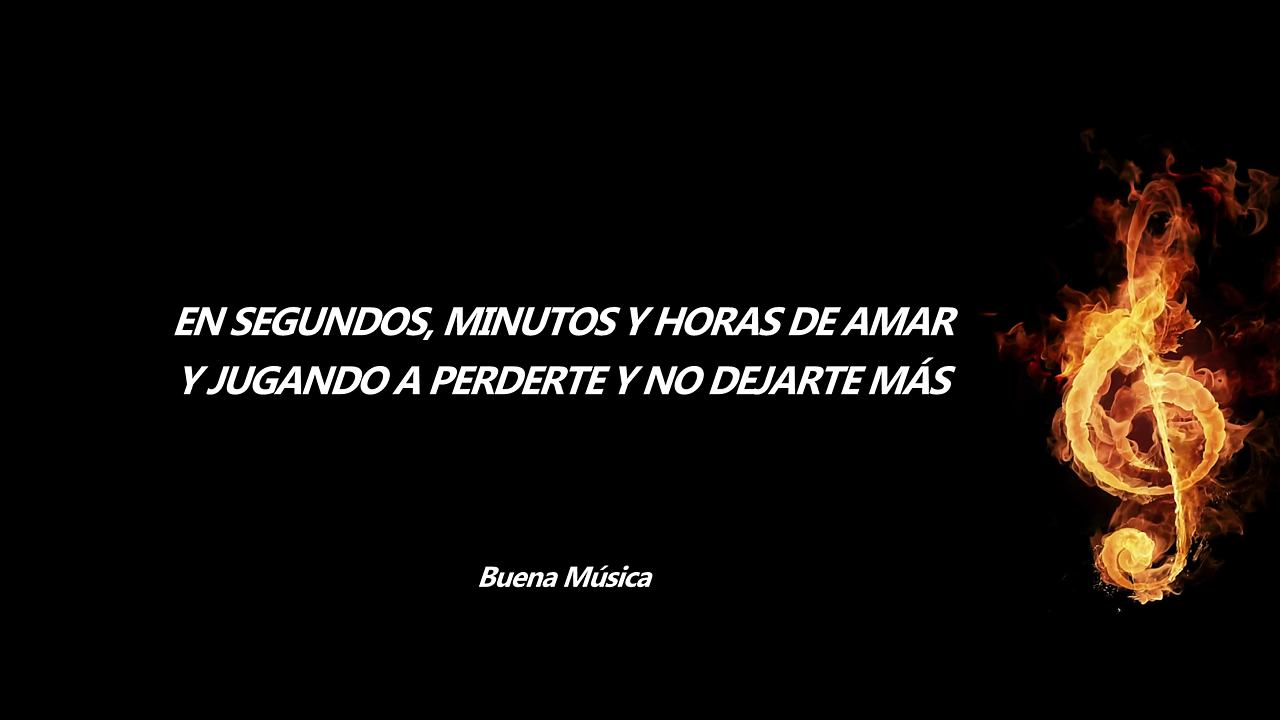 EN SEGUNDOS, MINUTOS Y HORAS DE AMAR
Y JUGANDO A PERDERTE Y NO DEJARTE MÁS
Buena Música